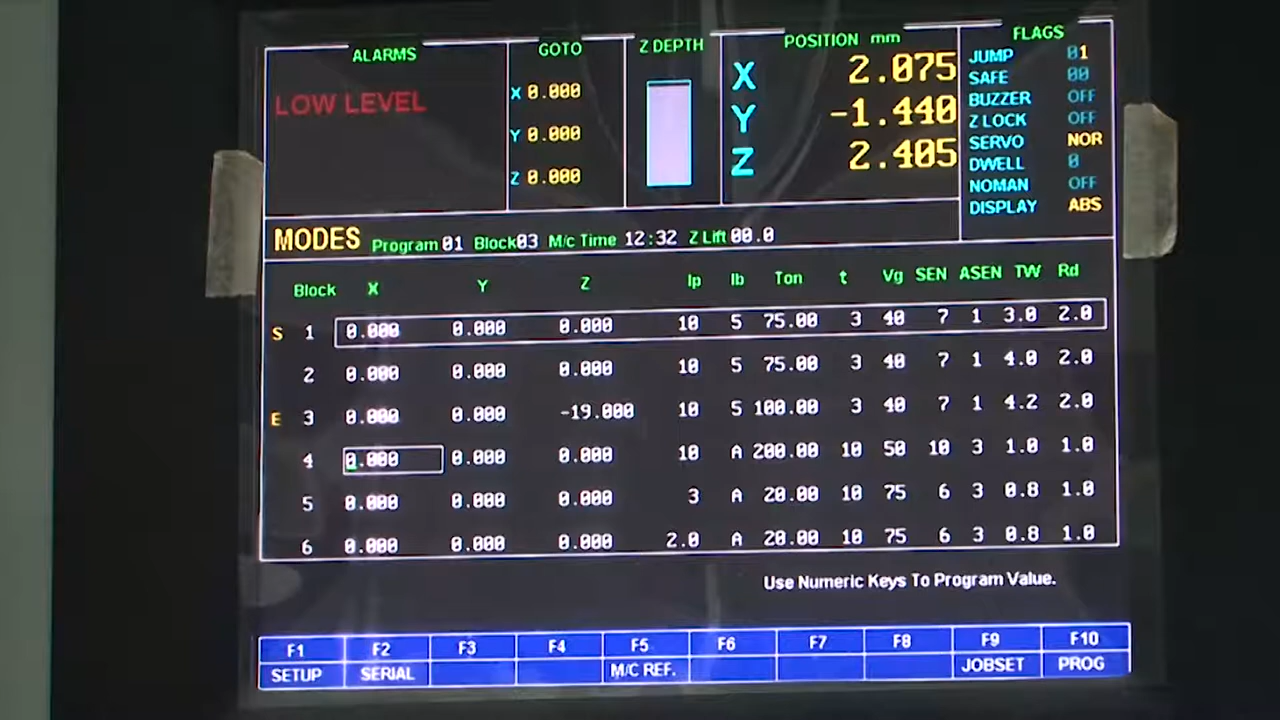 ALARMS GOTO Z DEPTH POSITION mm FLAGS
LOW LEVEL
X 0.000
Y 0.000
Z 0.000
X 2.075
Y -1.440
Z 2.405
JUMP 01
SAFE 00
BUZZER OFF
Z LOCK OFF
SERVO NOR
DWELL 0
NOMAN OFF
DISPLAY ABS
MODES Program 01 Block03 M/c Time 12:32 Z Lift 00.0
Block X Y Z Ip Ib Ton t Vg SEN ASEN TW Rd
S 1 0.000 0.000 0.000 10 5 75.00 3 40 7 1 3.0 2.0
2 0.000 0.000 0.000 10 5 75.00 3 40 7 1 4.0 2.0
E 3 0.000 0.000 -19.000 10 5 100.00 3 40 7 1 4.2 2.0
4 0.000 0.000 0.000 10 A 200.00 10 50 10 3 1.0 1.0
5 0.000 0.000 0.000 3 A 20.00 10 75 6 3 0.8 1.0
6 0.000 0.000 0.000 2.0 A 20.00 10 75 6 3 0.8 1.0
Use Numeric Keys To Program Value.
F1 F2 F3 F4 F5 F6 F7 F8 F9 F10
SETUP SERIAL M/C REF. JOBSET PROG